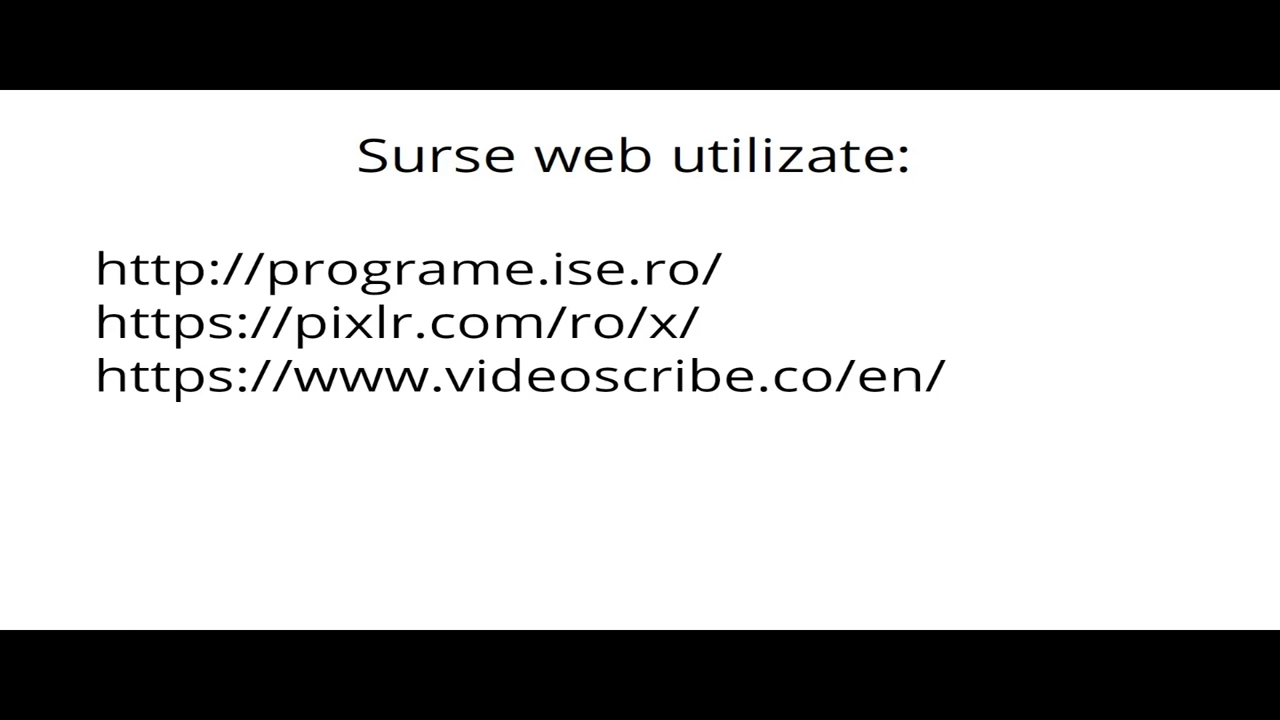 Surse web utilizate:
http://programe.ise.ro/
https://pixlr.com/ro/x/
https://www.videoscribe.co/en/